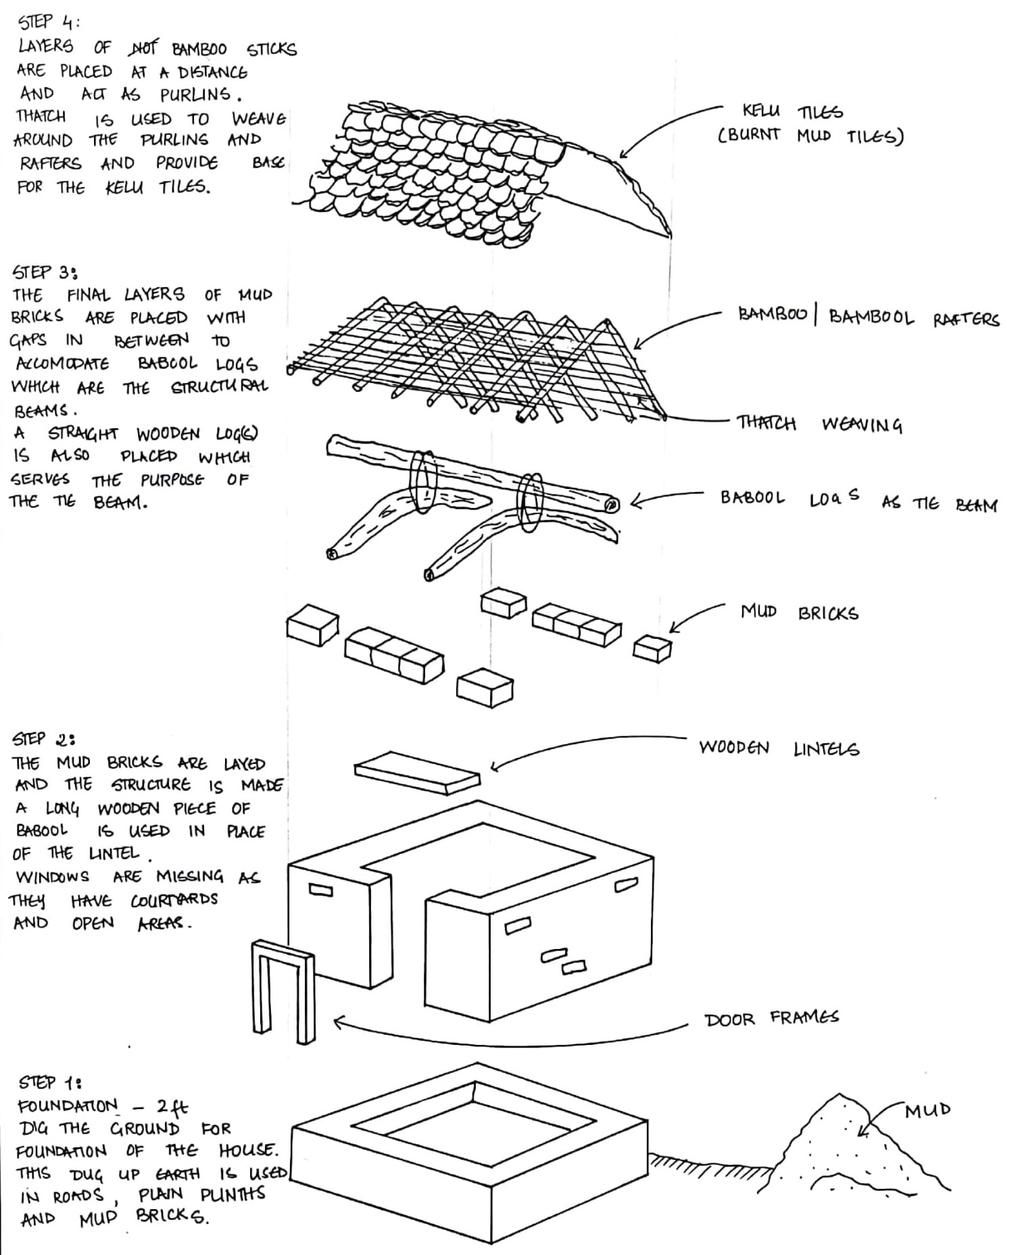 STEP 4:
LAYERS OF BAMBOO STICKS
ARE PLACED AT A DISTANCE
AND ACT AS PURLINS.
THATCH IS USED TO WEAVE
AROUND THE PURLINS AND
RAFTERS AND PROVIDE BASE
FOR THE KELU TILES.
KELU TILES
(BURNT MUD TILES)
STEP 3:
THE FINAL LAYERS OF MUD
BRICKS ARE PLACED WITH
GAPS IN BETWEEN TO
ACCOMODATE BABOOL LOGS
WHICH ARE THE STRUCTURAL
BEAMS.
A STRAIGHT WOODEN LOG(S)
IS ALSO PLACED WHICH
SERVES THE PURPOSE OF
THE TIE BEAM.
BAMBOO | BAMBOOL RAFTERS
THATCH WEAVING
BABOOL LOGS AS TIE BEAM
MUD BRICKS
STEP 2:
THE MUD BRICKS ARE LAYED
AND THE STRUCTURE IS MADE
A LONG WOODEN PIECE OF
BABOOL IS USED IN PLACE
OF THE LINTEL.
WINDOWS ARE MISSING AS
THEY HAVE COURTYARDS
AND OPEN AREAS.
WOODEN LINTELS
DOOR FRAMES
STEP 1:
FOUNDATION - 2ft
DIG THE GROUND FOR
FOUNDATION OF THE HOUSE.
THIS DUG UP EARTH IS USED
IN ROADS, PLAIN PLINTHS
AND MUD BRICKS.
MUD